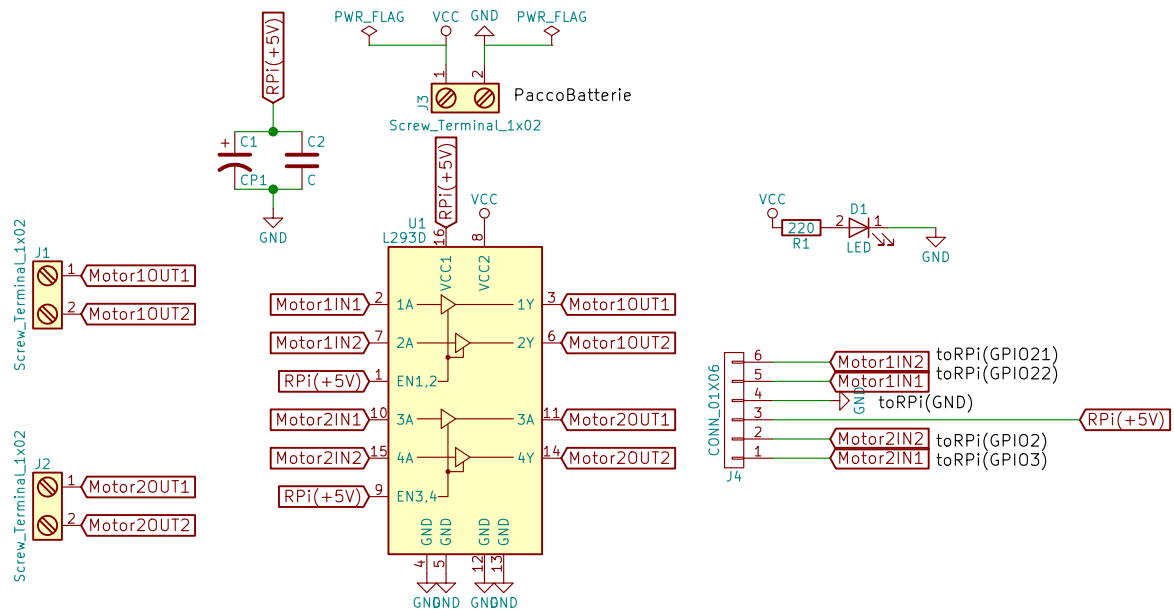 PWR_FLAG
VCC
GND
PWR_FLAG
RPi(+5V)
1
2
J3
PaccoBatterie
Screw_Terminal_1x02
+
C1
C2
CP1
C
GND
RPi(+5V)
VCC
U1
L293D
16
8
VCC1
VCC2
VCC
220
R1
2
D1
1
LED
GND
Screw_Terminal_1x02
J1
1
Motor1OUT1
2
Motor1OUT2
Motor1IN1
2
1A
1Y
3
Motor1OUT1
Motor1IN2
7
2A
2Y
6
Motor1OUT2
RPi(+5V)
1
EN1,2
Motor2IN1
10
3A
3A
11
Motor2OUT1
Motor2IN2
15
4A
4Y
14
Motor2OUT2
RPi(+5V)
9
EN3,4
GND
GND
GND
GND
4
5
12
13
GND
GND
GND
GND
CONN_01X06
6
Motor1IN2
toRPi(GPIO21)
5
Motor1IN1
toRPi(GPIO22)
4
GND
toRPi(GND)
3
RPi(+5V)
2
Motor2IN2
toRPi(GPIO2)
1
Motor2IN1
toRPi(GPIO3)
J4
Screw_Terminal_1x02
J2
1
Motor2OUT1
2
Motor2OUT2